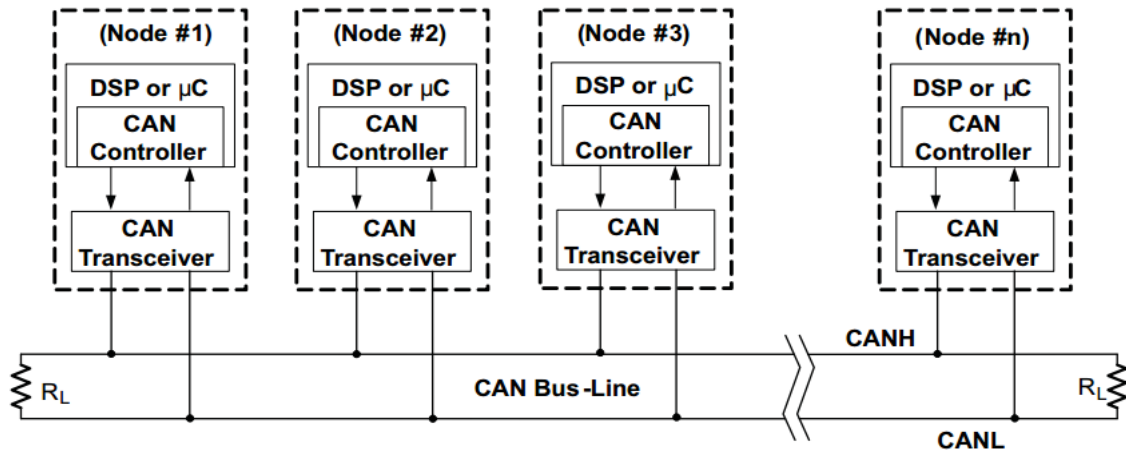 (Node #1)
DSP or μC
CAN
Controller
CAN
Transceiver
(Node #2)
DSP or μC
CAN
Controller
CAN
Transceiver
(Node #3)
DSP or μC
CAN
Controller
CAN
Transceiver
(Node #n)
DSP or μC
CAN
Controller
CAN
Transceiver
CANH
RL
CAN Bus-Line
RL
CANL